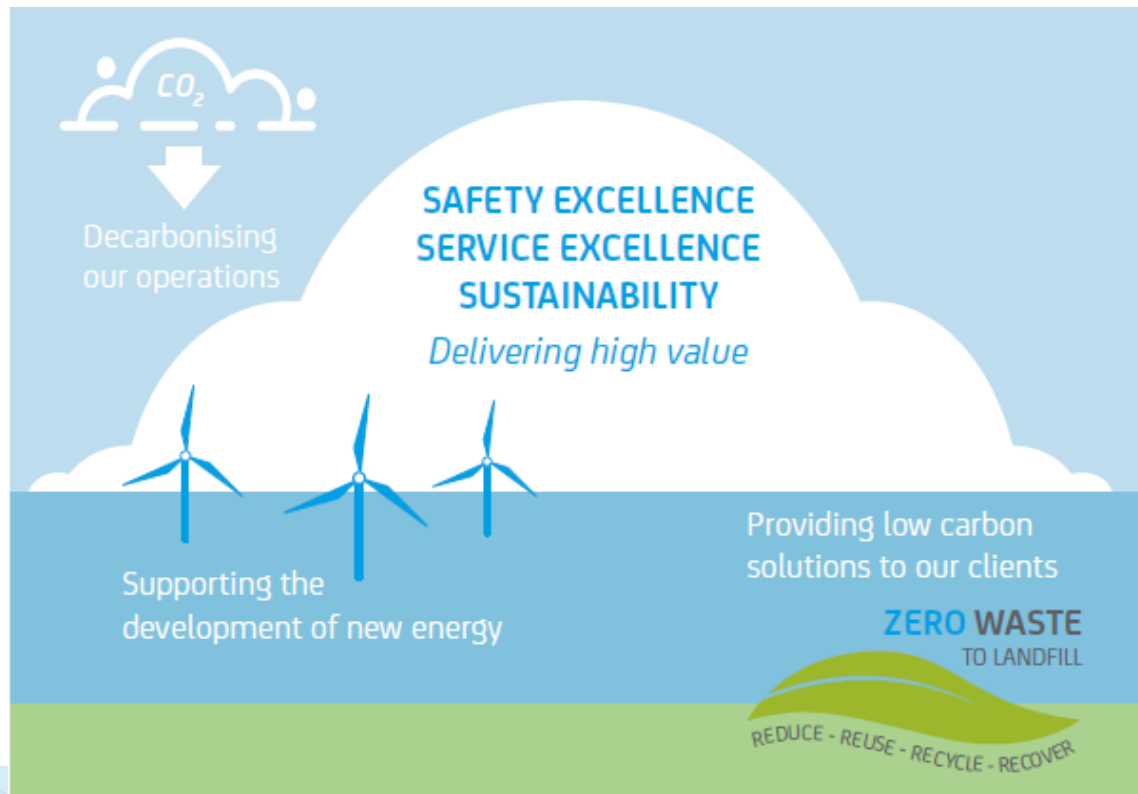 CO₂
Decarbonising
our operations
SAFETY EXCELLENCE
SERVICE EXCELLENCE
SUSTAINABILITY
Delivering high value
Supporting the
development of new energy
Providing low carbon
solutions to our clients
ZERO WASTE
TO LANDFILL
REDUCE - REUSE - RECYCLE - RECOVER